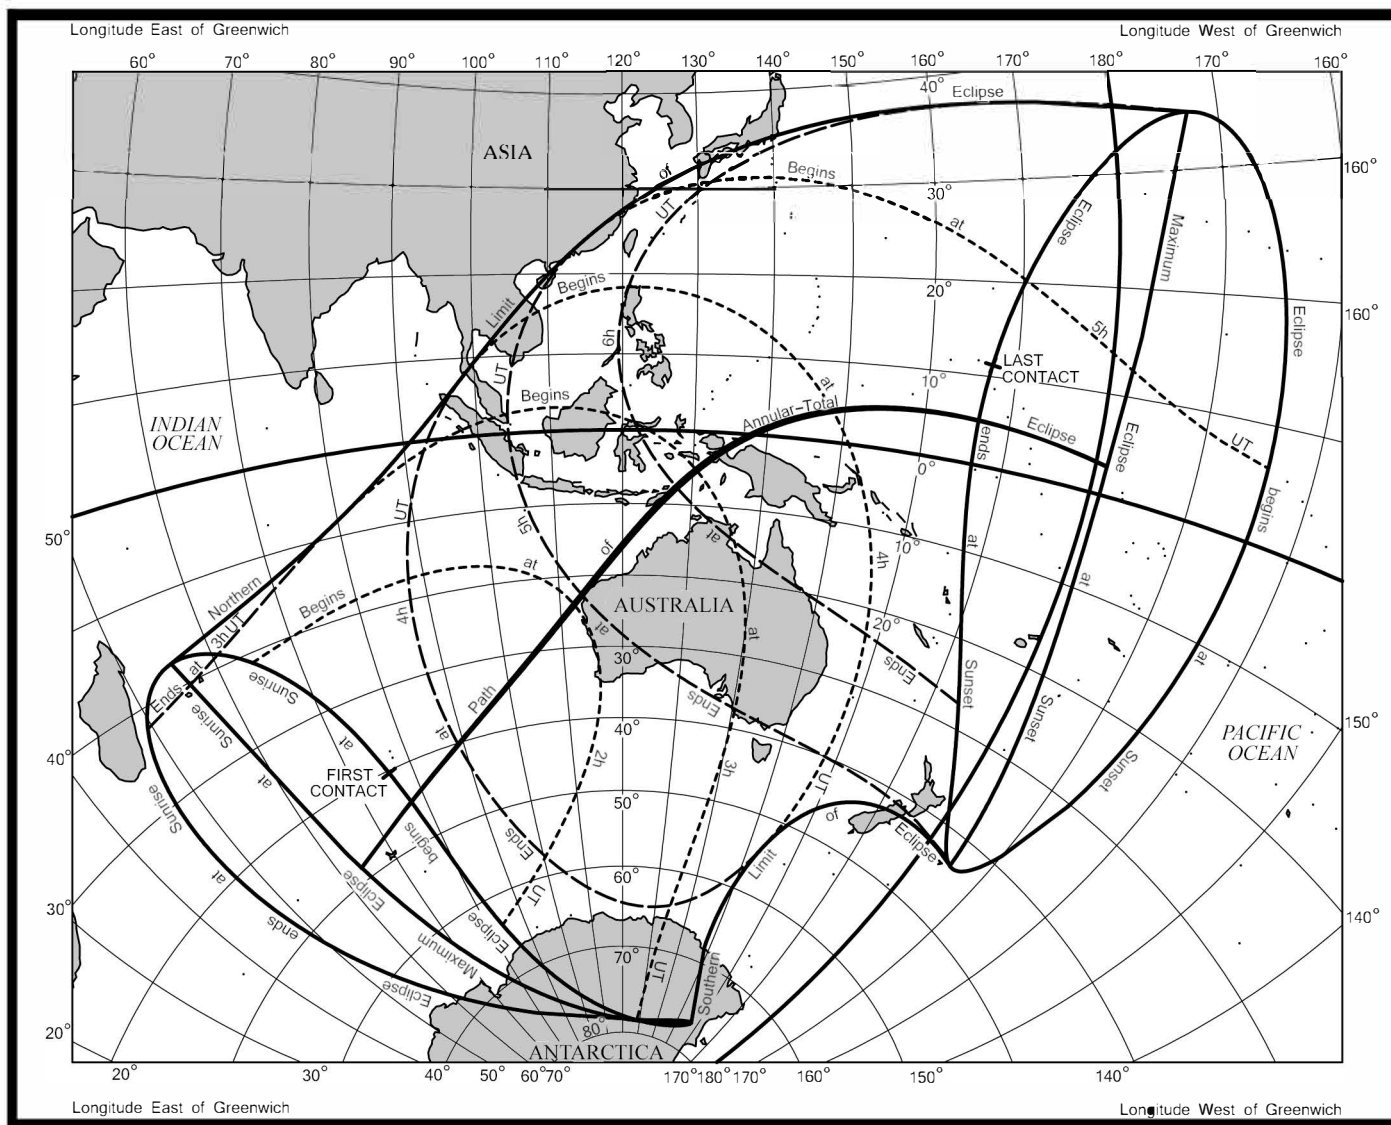 Longitude East of Greenwich
Longitude West of Greenwich
60° 70° 80° 90° 100° 110° 120° 130° 140° 150° 160° 170° 180° 170° 160°
40°
Eclipse
ASIA
of
Begins
160°
30°
UT
Eclipse
at
Maximum
Begins
20°
Limit
160°
5h
Eclipse
6h
LAST
CONTACT
UT
10°
at
Begins
Annular-Total
INDIAN
OCEAN
Eclipse
ends
Eclipse
UT
0°
begins
UT
5h
50°
at
of
at
10°
4h
at
at
Northern
Begins
AUSTRALIA
4h
3h UT
at
20°
at
at
30°
Ends
at
Ends
Sunrise
Sunset
Path
Ends
Sunrise
40°
Sunset
150°
PACIFIC
OCEAN
at
at
at
2h
3h
UT
Sunset
40°
FIRST
CONTACT
50°
Sunrise
begins
of
Eclipse
Ends
Limit
60°
at
Eclipse
UT
30°
140°
ends
Eclipse
Maximum
70°
UT
Southern
Eclipse
20°
80°
ANTARCTICA
20° 30° 40° 50° 60° 70° 170° 180° 170° 160° 150° 140°
Longitude East of Greenwich
Longitude West of Greenwich